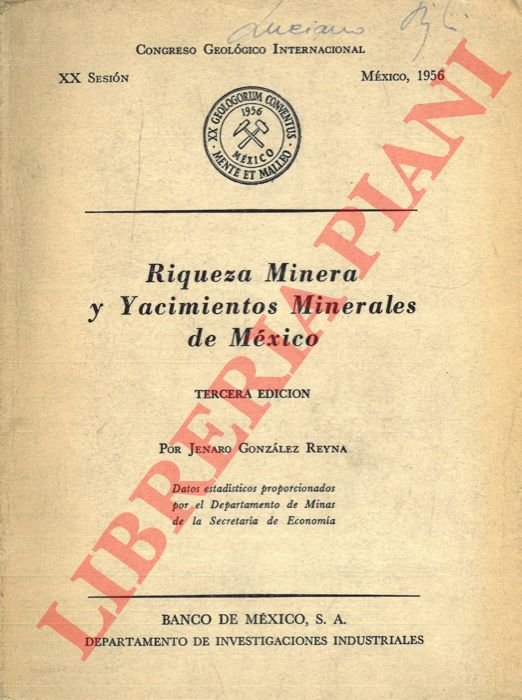 Luciano
CONGRESO GEOLÓGICO INTERNACIONAL
XX SESIÓN
MÉXICO, 1956
XX GEOLOGORUM CONVENTUS
1956
MÉXICO
MENTE ET MALLEO
Riqueza Minera
y Yacimientos Minerales
de México
TERCERA EDICION
POR JENARO GONZÁLEZ REYNA
Datos estadísticos proporcionados
por el Departamento de Minas
de la Secretaría de Economía
BANCO DE MÉXICO, S. A.
DEPARTAMENTO DE INVESTIGACIONES INDUSTRIALES
LIBRERIA PIANI